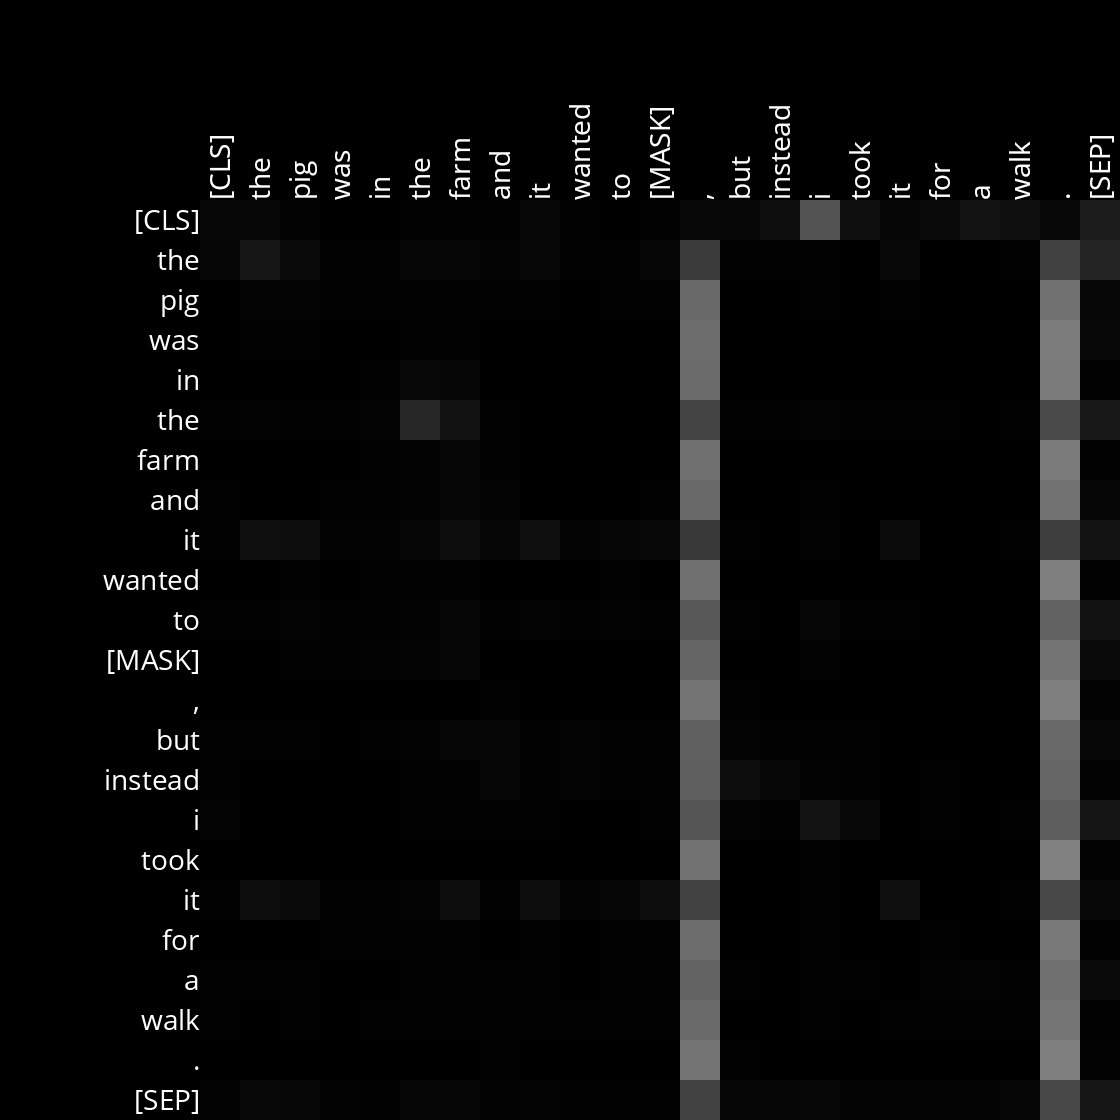 [CLS] the pig was in the farm and it wanted to [MASK] , but instead i took it for a walk . [SEP]
[CLS]
the
pig
was
in
the
farm
and
it
wanted
to
[MASK]
,
but
instead
i
took
it
for
a
walk
.
[SEP]